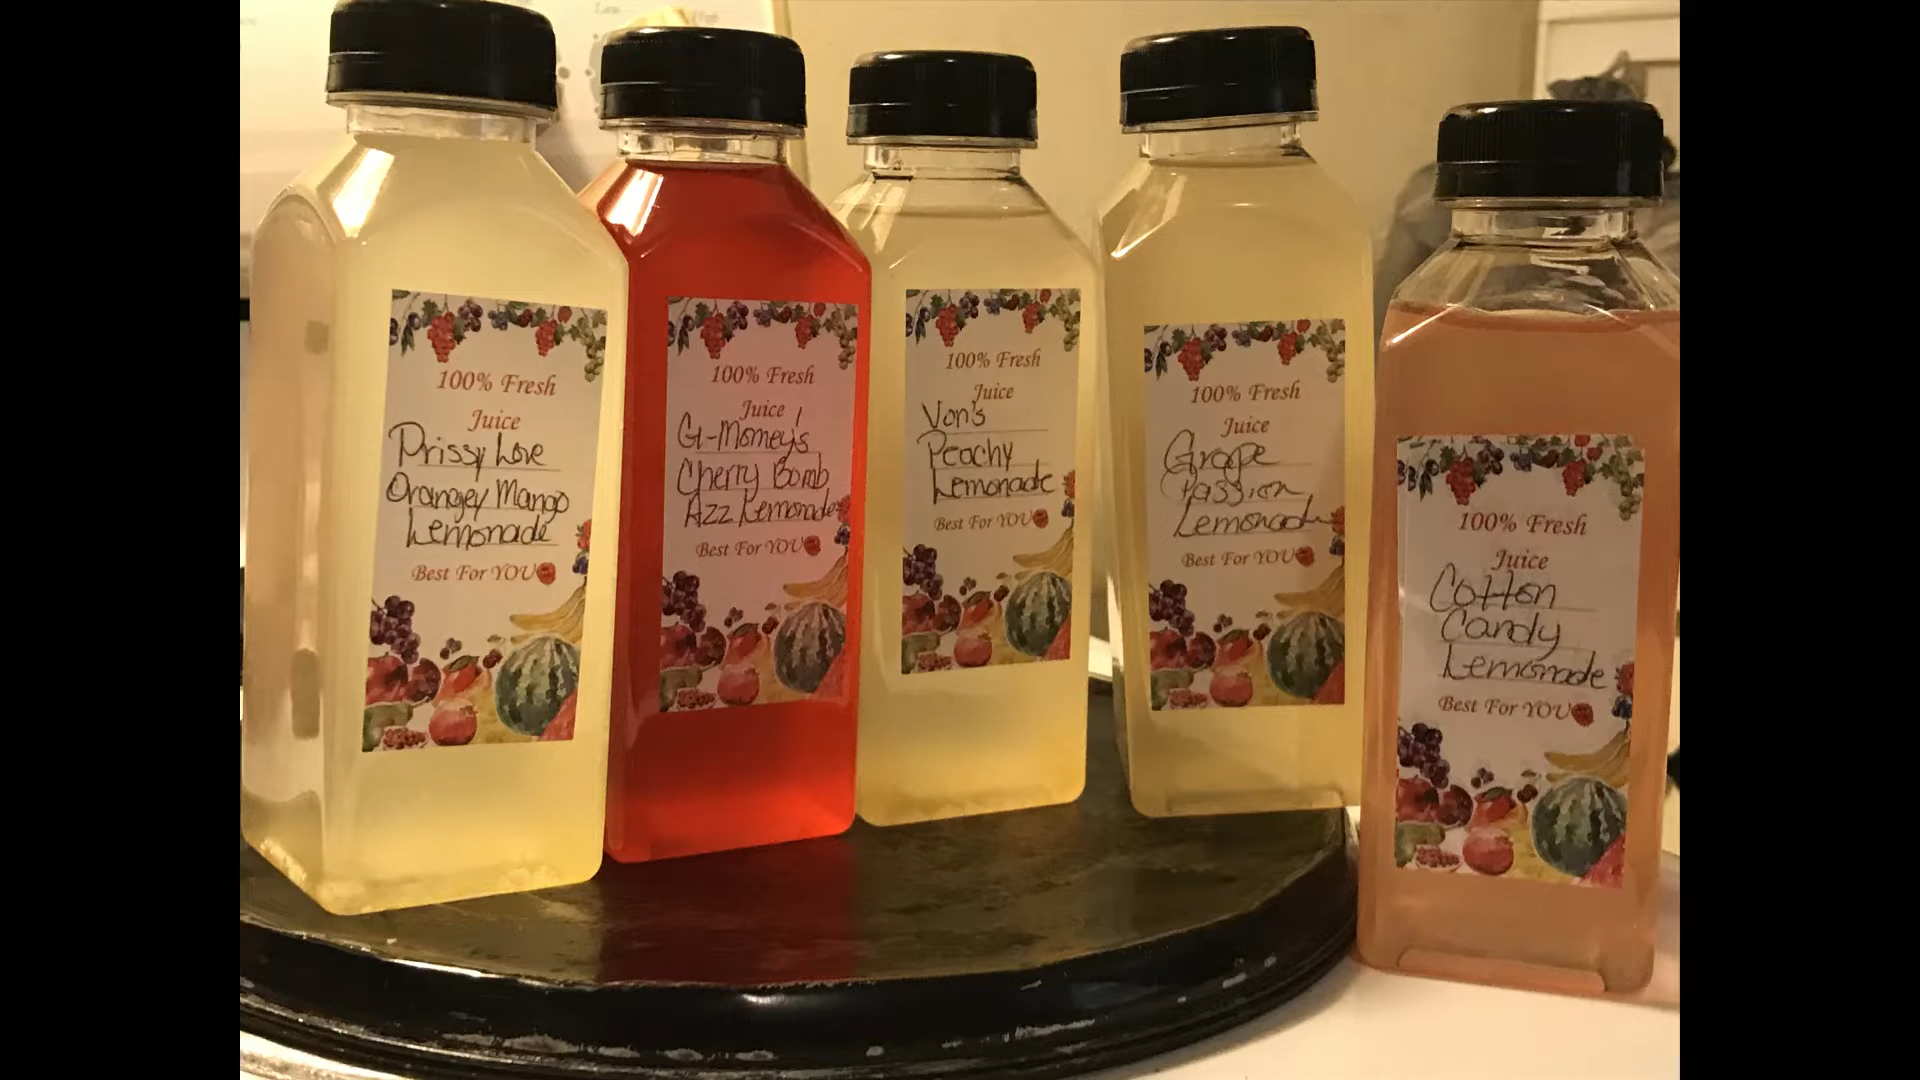 100% Fresh
Juice
Prissy Love
Orangey Mango
Lemonade
Best For YOU
100% Fresh
Juice
G-Momey's
Cherry Bomb
Azz Lemonade
Best For YOU
100% Fresh
Juice
Von's
Peachy
Lemonade
Best For YOU
100% Fresh
Juice
Grape
Passion
Lemonade
Best For YOU
100% Fresh
Juice
Cotton
Candy
Lemonade
Best For YOU